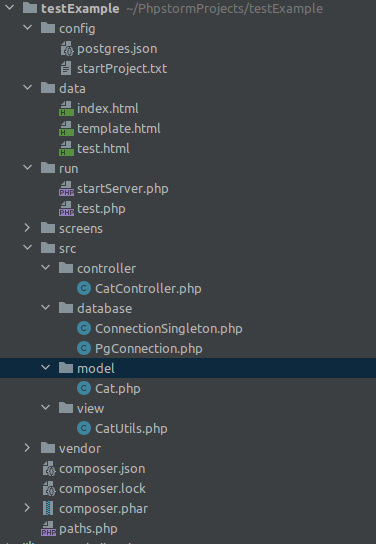 testExample ~/PhpstormProjects/testExample
config
postgres.json
startProject.txt
data
index.html
template.html
test.html
run
startServer.php
test.php
screens
src
controller
CatController.php
database
ConnectionSingleton.php
PgConnection.php
model
Cat.php
view
CatUtils.php
vendor
composer.json
composer.lock
composer.phar
paths.php